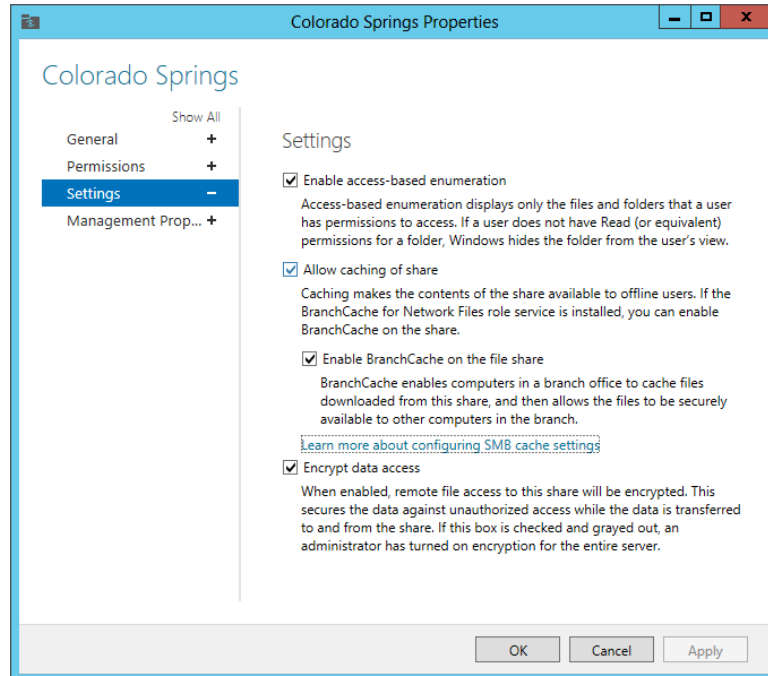 Colorado Springs Properties
Colorado Springs
Show All
General
Permissions
Settings
Management Prop...
Settings
Enable access-based enumeration
Access-based enumeration displays only the files and folders that a user
has permissions to access. If a user does not have Read (or equivalent)
permissions for a folder, Windows hides the folder from the user's view.
Allow caching of share
Caching makes the contents of the share available to offline users. If the
BranchCache for Network Files role service is installed, you can enable
BranchCache on the share.
Enable BranchCache on the file share
BranchCache enables computers in a branch office to cache files
downloaded from this share, and then allows the files to be securely
available to other computers in the branch.
Learn more about configuring SMB cache settings
Encrypt data access
When enabled, remote file access to this share will be encrypted. This
secures the data against unauthorized access while the data is transferred
to and from the share. If this box is checked and grayed out, an
administrator has turned on encryption for the entire server.
OK
Cancel
Apply